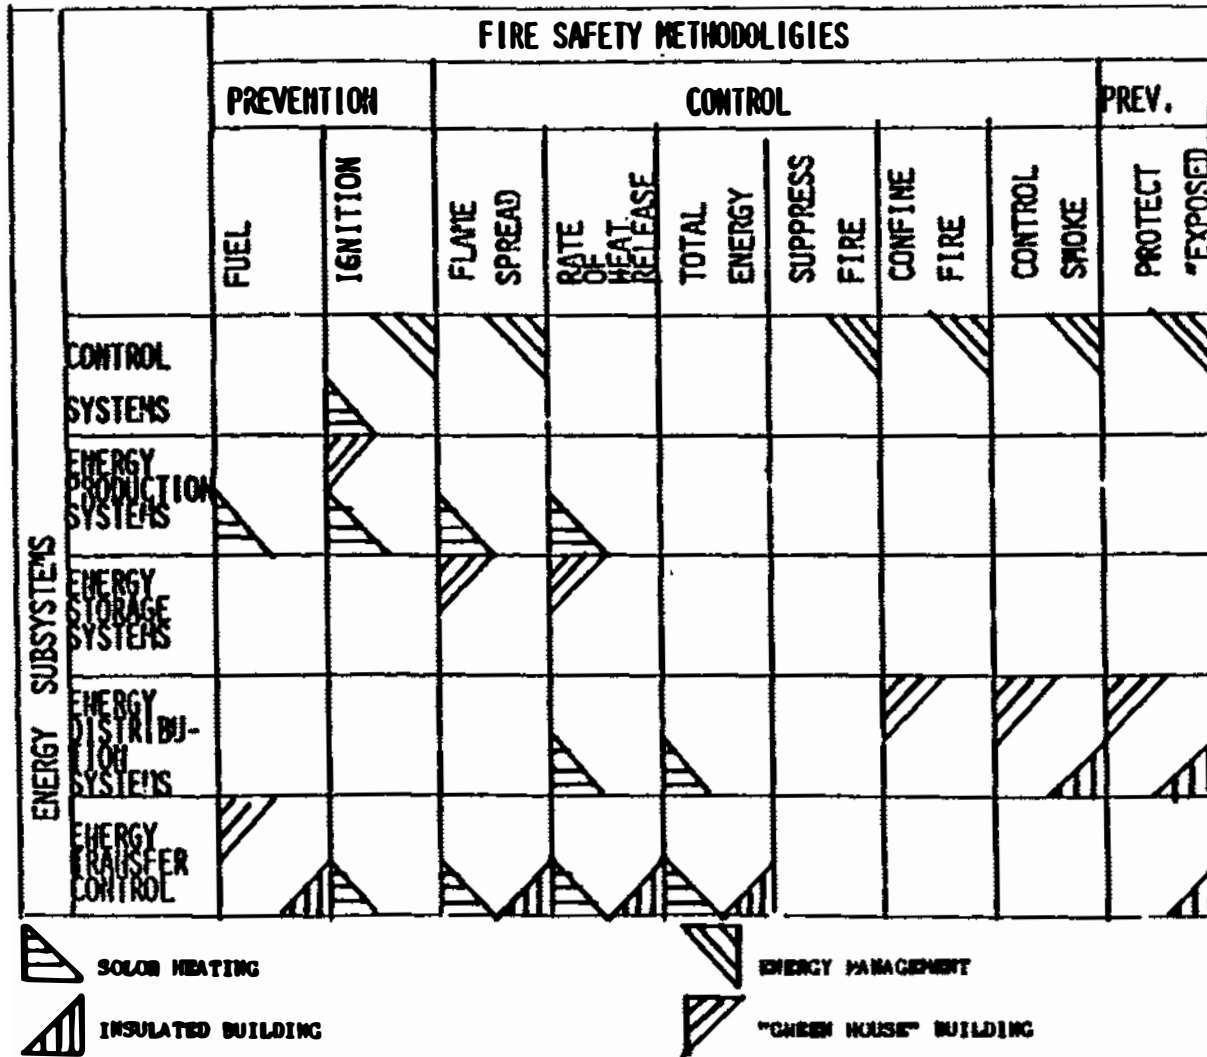 FIRE SAFETY METHODOLIGIES
PREVENTION CONTROL PREV.
FUEL
IGNITION
FLAME
SPREAD
RATE
OF
HEAT
RELEASE
TOTAL
ENERGY
SUPPRESS
FIRE
CONFINE
FIRE
CONTROL
SMOKE
PROTECT
"EXPOSED
ENERGY SUBSYSTEMS
CONTROL
SYSTEMS
ENERGY
PRODUCTION
SYSTEMS
ENERGY
STORAGE
SYSTEMS
ENERGY
DISTRIBU-
TION
SYSTEMS
ENERGY
TRANSFER
CONTROL
SOLOR HEATING
ENERGY MANAGEMENT
INSULATED BUILDING
"GREEN HOUSE" BUILDING